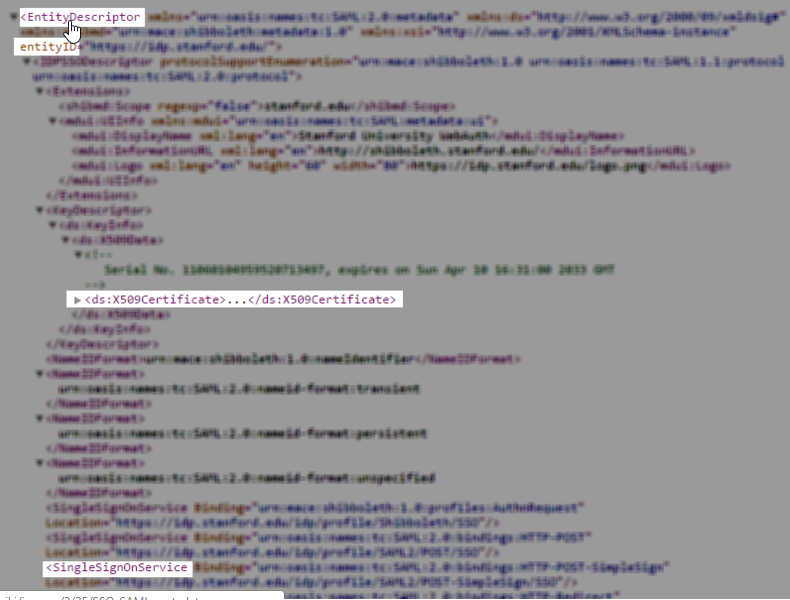 <EntityDescriptor xmlns="urn:oasis:names:tc:SAML:2.0:metadata" xmlns:ds="http://www.w3.org/2000/09/xmldsig#"
"urn:mace:shibboleth:metadata:1.0" xmlns:xsi="http://www.w3.org/2001/XMLSchema-instance"
entityID="https://idp.stanford.edu/">
<IDPSSODescriptor protocolSupportEnumeration="urn:mace:shibboleth:1.0 urn:oasis:names:tc:SAML:1.1:protocol
urn:oasis:names:tc:SAML:2.0:protocol">
<Extensions>
<shibmd:Scope regexp="false">stanford.edu</shibmd:Scope>
<mdui:UIInfo xmlns:mdui="urn:oasis:names:tc:SAML:metadata:ui">
<mdui:DisplayName xml:lang="en">Stanford University WebAuth</mdui:DisplayName>
<mdui:InformationURL xml:lang="en">http://shibboleth.stanford.edu/</mdui:InformationURL>
<mdui:Logo xml:lang="en" height="60" width="80">https://idp.stanford.edu/logo.png</mdui:Logo>
</mdui:UIInfo>
</Extensions>
<KeyDescriptor>
<ds:KeyInfo>
<ds:X509Data>
<!--
Serial No. expires on Sun Apr 10 16:31:00 2033 GMT
-->
<ds:X509Certificate>...</ds:X509Certificate>
</ds:X509Data>
</ds:KeyInfo>
</KeyDescriptor>
<NameIDFormat>urn:mace:shibboleth:1.0:nameIdentifier</NameIDFormat>
<NameIDFormat>
urn:oasis:names:tc:SAML:2.0:nameid-format:transient
</NameIDFormat>
<NameIDFormat>
urn:oasis:names:tc:SAML:2.0:nameid-format:persistent
</NameIDFormat>
<NameIDFormat>
urn:oasis:names:tc:SAML:2.0:nameid-format:unspecified
</NameIDFormat>
<SingleSignOnService Binding="urn:mace:shibboleth:1.0:profiles:AuthnRequest"
Location="https://idp.stanford.edu/idp/profile/Shibboleth/SSO"/>
<SingleSignOnService Binding="urn:oasis:names:tc:SAML:2.0:bindings:HTTP-POST"
Location="https://idp.stanford.edu/idp/profile/SAML2/POST/SSO"/>
<SingleSignOnService Binding="urn:oasis:names:tc:SAML:2.0:bindings:HTTP-POST-SimpleSign"
Location="https://idp.stanford.edu/idp/profile/SAML2/POST-SimpleSign/SSO"/>